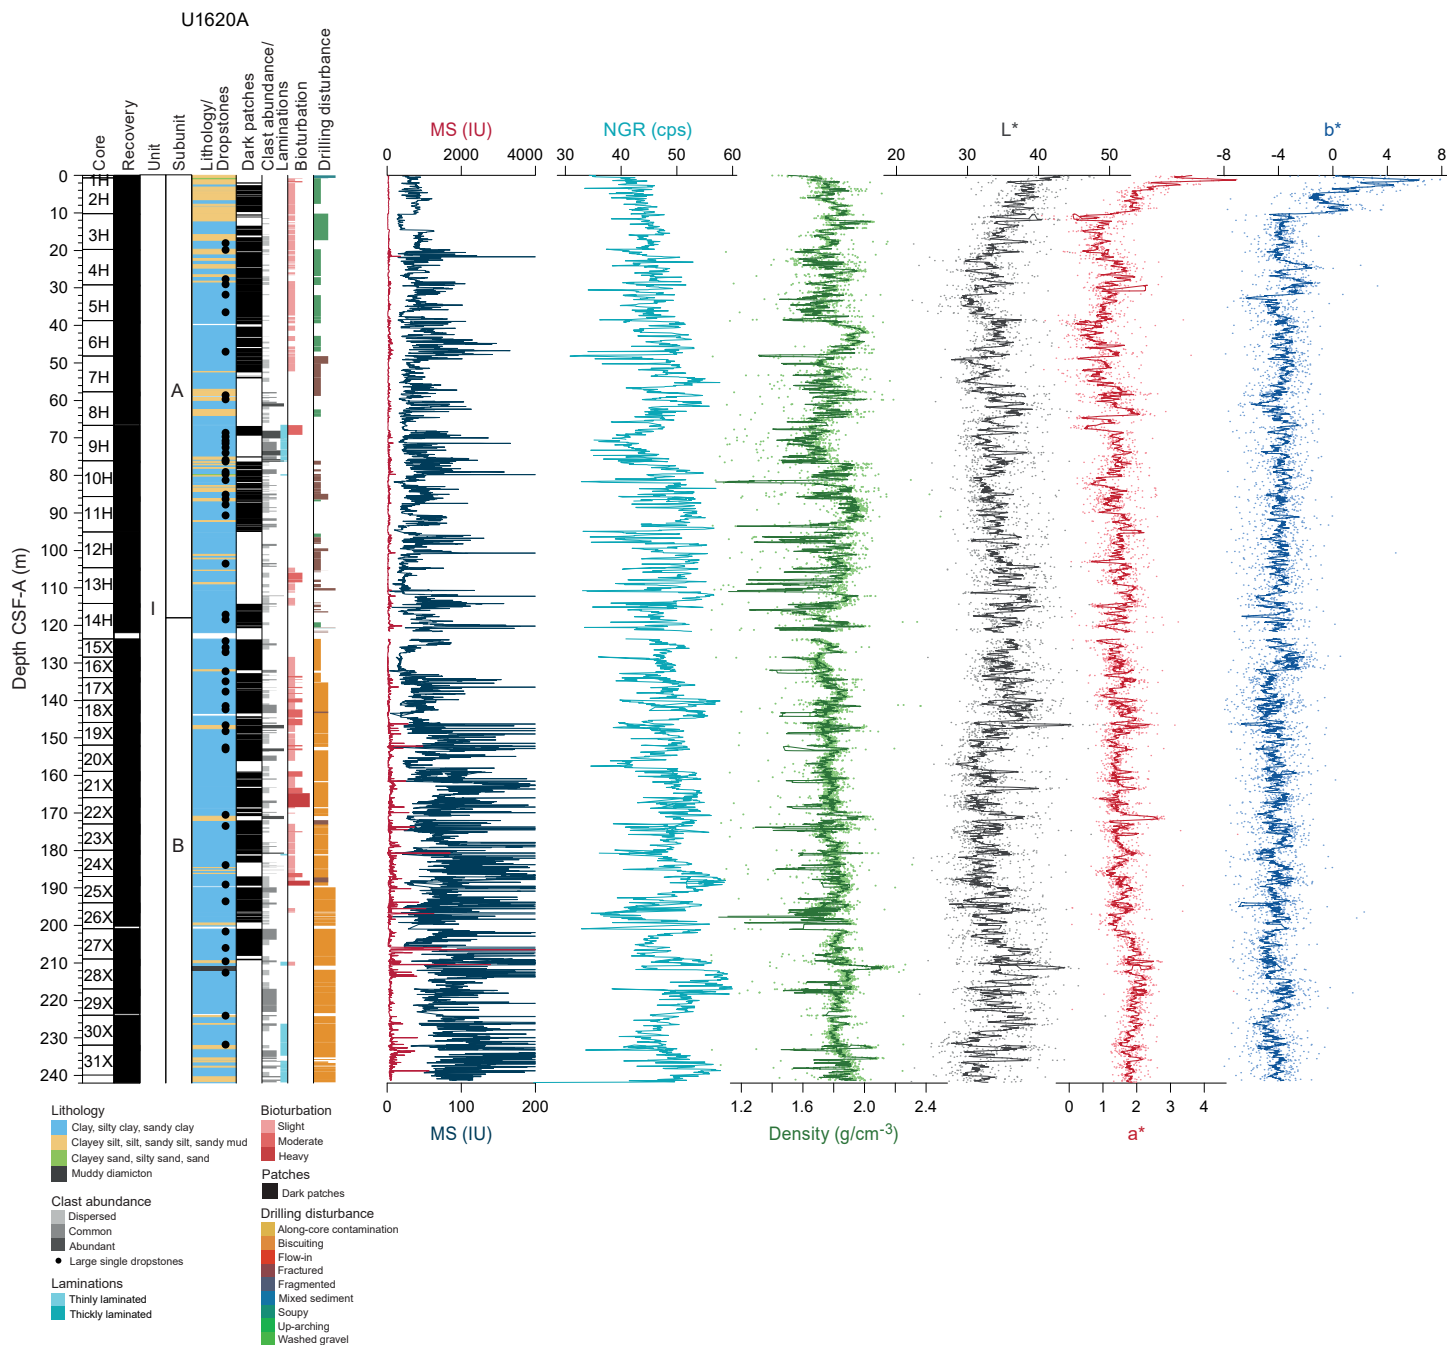 U1620A
Core
Recovery
Unit
Subunit
Lithology/
Dropstones
Dark patches
Clast abundance/
Laminations
Bioturbation
Drilling disturbance
MS (IU)
0 2000 4000
NGR (cps)
30 40 50 60
L*
20 30 40 50
b*
-8 -4 0 4 8
Depth CSF-A (m)
0
10
20
30
40
50
60
70
80
90
100
110
120
130
140
150
160
170
180
190
200
210
220
230
240
1H
2H
3H
4H
5H
6H
7H
8H
9H
10H
11H
12H
13H
14H
15X
16X
17X
18X
19X
20X
21X
22X
23X
24X
25X
26X
27X
28X
29X
30X
31X
I
A
B
0 100 200
MS (IU)
1.2 1.6 2.0 2.4
Density (g/cm-3)
0 1 2 3 4
a*
Lithology
Clay, silty clay, sandy clay
Clayey silt, silt, sandy silt, sandy mud
Clayey sand, silty sand, sand
Muddy diamicton
Clast abundance
Dispersed
Common
Abundant
Large single dropstones
Laminations
Thinly laminated
Thickly laminated
Bioturbation
Slight
Moderate
Heavy
Patches
Dark patches
Drilling disturbance
Along-core contamination
Biscuiting
Flow-in
Fractured
Fragmented
Mixed sediment
Soupy
Up-arching
Washed gravel